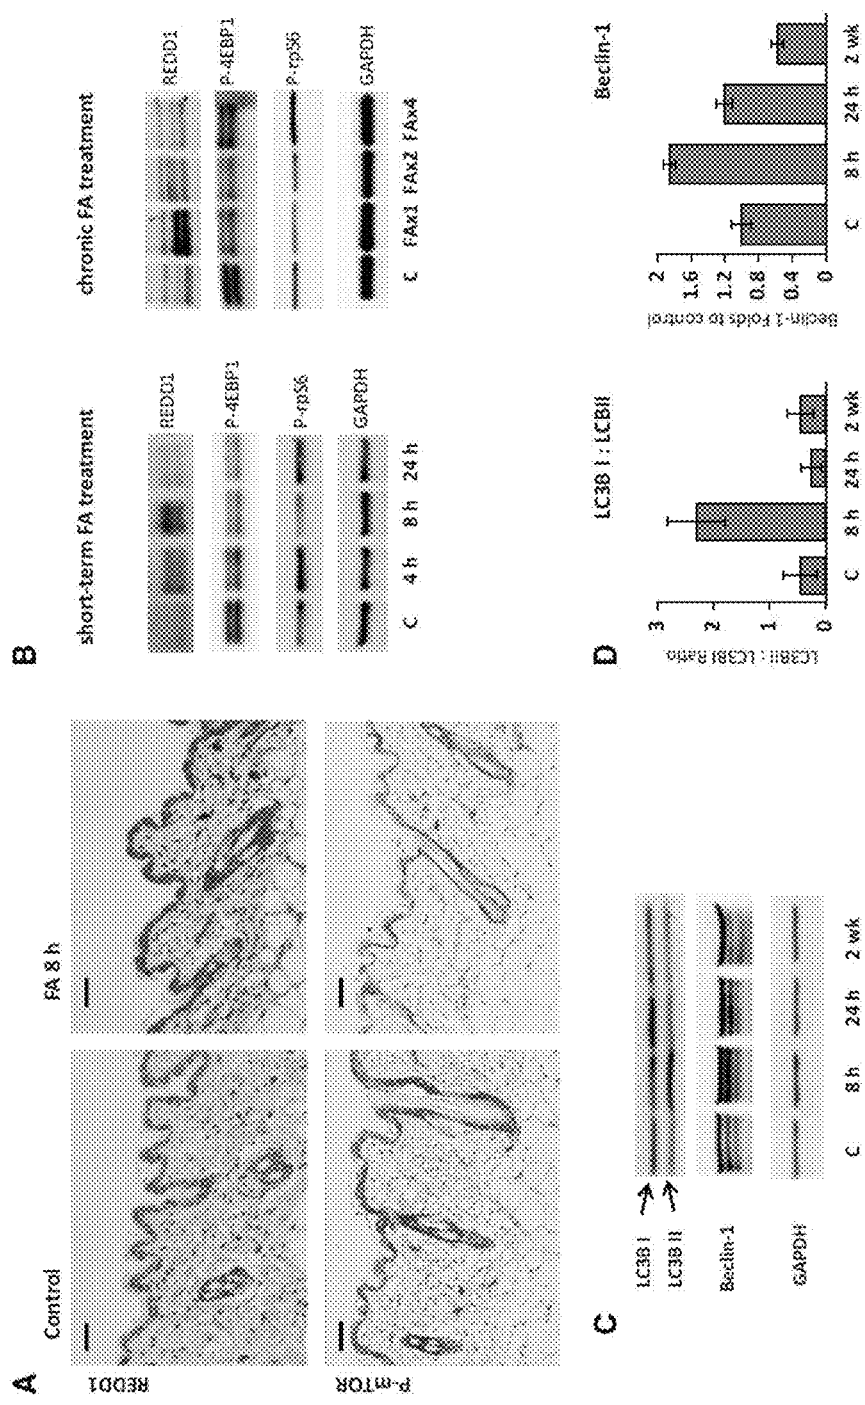 A
Control
FA 8 h
REDD1
P-mTOR
B
short-term FA treatment
REDD1
P-4EBP1
P-rpS6
GAPDH
C 4 h 8 h 24 h
chronic FA treatment
REDD1
P-4EBP1
P-rpS6
GAPDH
C FAx1 FAx2 FAx4
C
LC3B I
LC3B II
Beclin-1
GAPDH
C 8 h 24 h 2 wk
D
LC3B I : LCBII
LC3BII : LC3BI Ratio
3
2
1
0
C 8 h 24 h 2 wk
Beclin-1
Beclin-1 Folds to control
2
1.6
1.2
0.8
0.4
0
C 8 h 24 h 2 wk